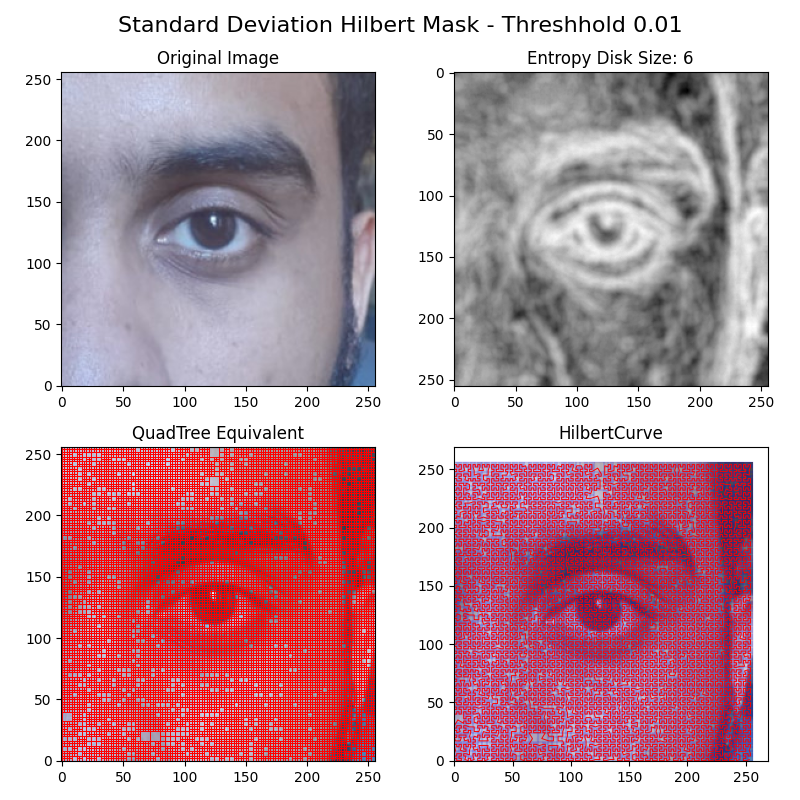 Standard Deviation Hilbert Mask - Threshhold 0.01
Original Image
250
200
150
100
50
0
0 50 100 150 200 250
Entropy Disk Size: 6
0
50
100
150
200
250
0 50 100 150 200 250
QuadTree Equivalent
250
200
150
100
50
0
0 50 100 150 200 250
HilbertCurve
250
200
150
100
50
0
0 50 100 150 200 250